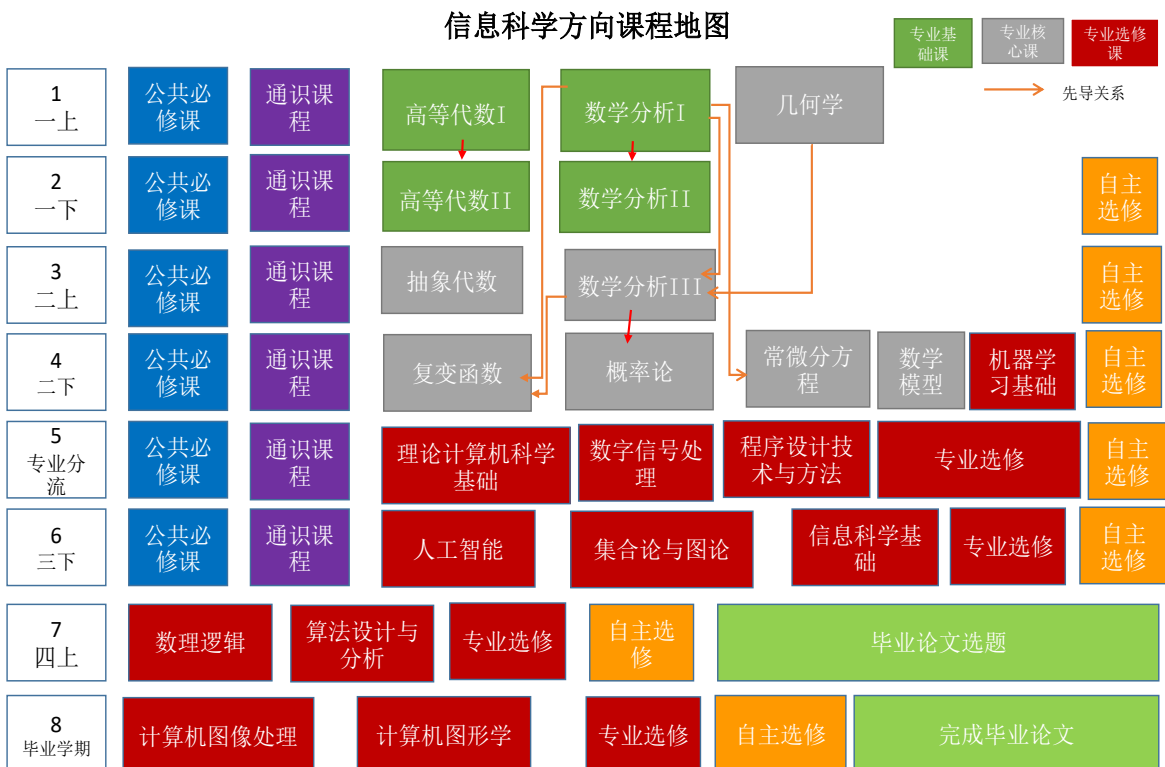 信息科学方向课程地图
专业基
础课
专业核
心课
专业选修
课
先导关系
1
一上
公共必
修课
通识课
程
高等代数I
数学分析I
几何学
2
一下
公共必
修课
通识课
程
高等代数II
数学分析II
自主
选修
3
二上
公共必
修课
通识课
程
抽象代数
数学分析III
自主
选修
4
二下
公共必
修课
通识课
程
复变函数
概率论
常微分方
程
数学
模型
机器学
习基础
自主
选修
5
专业分
流
公共必
修课
通识课
程
理论计算机科学
基础
数字信号处
理
程序设计技
术与方法
专业选修
自主
选修
6
三下
公共必
修课
通识课
程
人工智能
集合论与图论
信息科学基
础
专业选修
自主
选修
7
四上
数理逻辑
算法设计与
分析
专业选修
自主选
修
毕业论文选题
8
毕业学期
计算机图像处理
计算机图形学
专业选修
自主选修
完成毕业论文